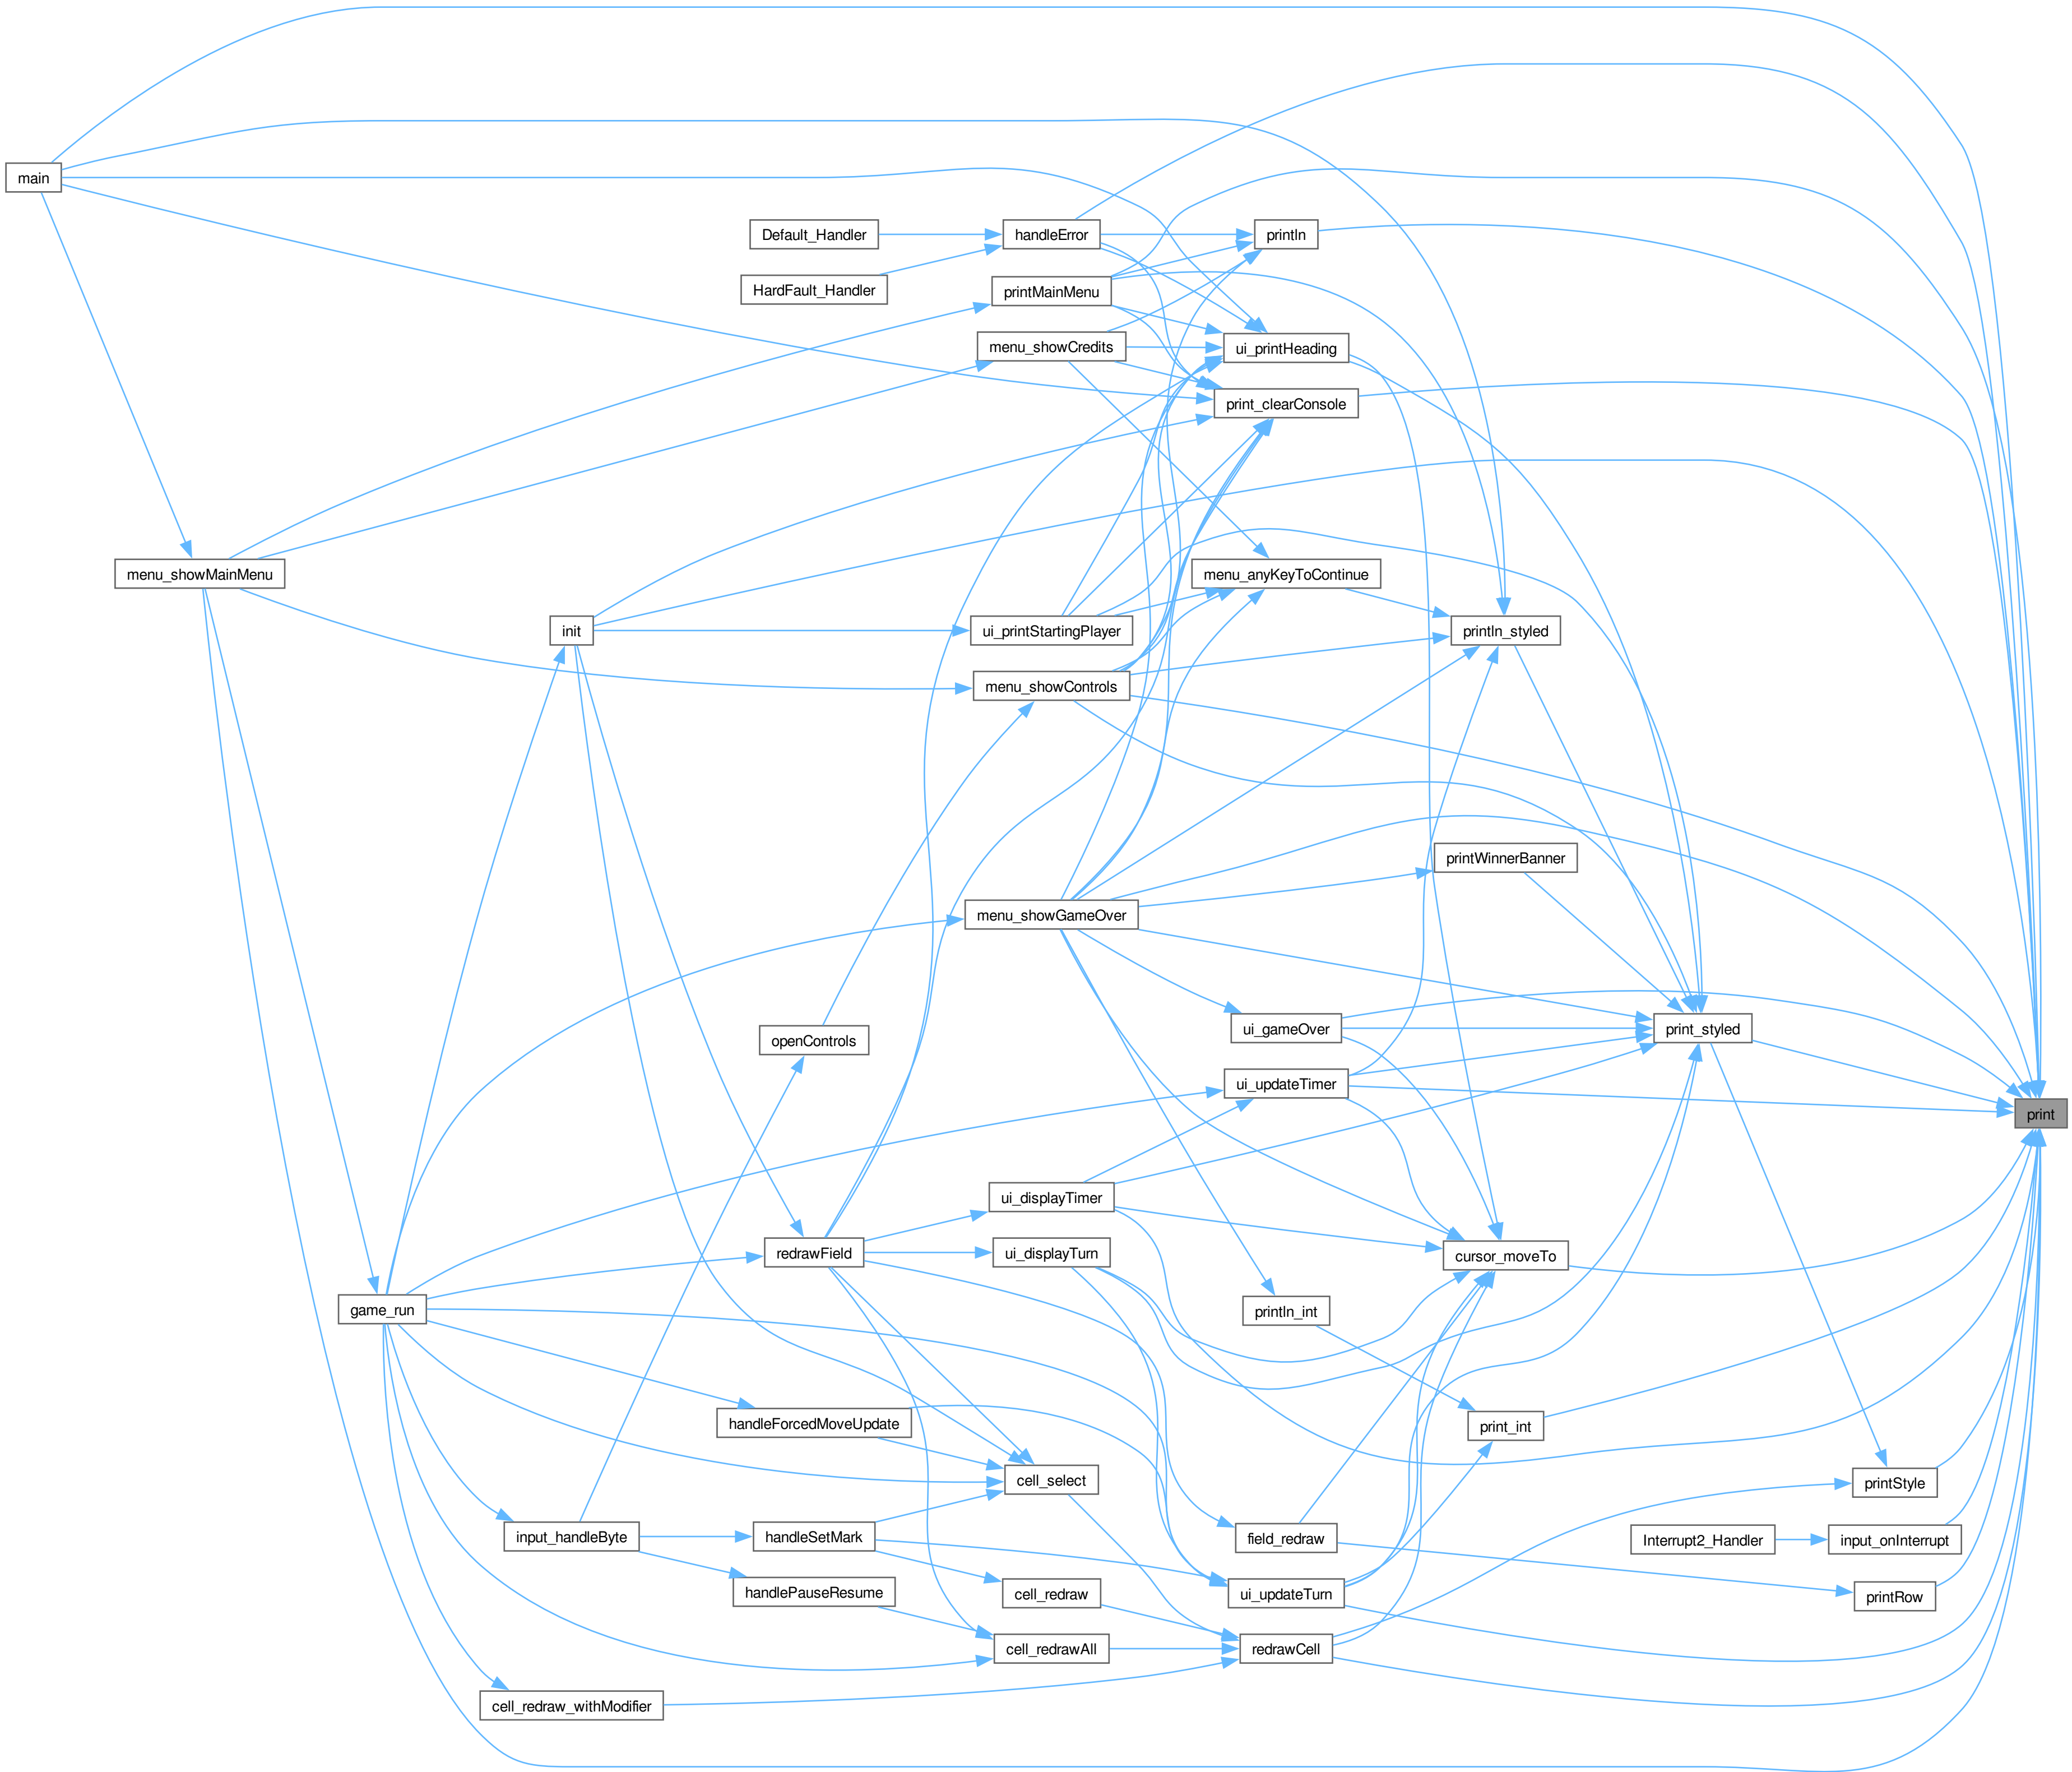 main
Default_Handler
handleError
println
HardFault_Handler
printMainMenu
menu_showCredits
ui_printHeading
print_clearConsole
menu_showMainMenu
menu_anyKeyToContinue
init
ui_printStartingPlayer
println_styled
menu_showControls
printWinnerBanner
menu_showGameOver
openControls
ui_gameOver
print_styled
ui_updateTimer
print
ui_displayTimer
redrawField
ui_displayTurn
cursor_moveTo
game_run
println_int
handleForcedMoveUpdate
print_int
cell_select
printStyle
input_handleByte
handleSetMark
field_redraw
Interrupt2_Handler
input_onInterrupt
handlePauseResume
cell_redraw
ui_updateTurn
printRow
cell_redrawAll
redrawCell
cell_redraw_withModifier